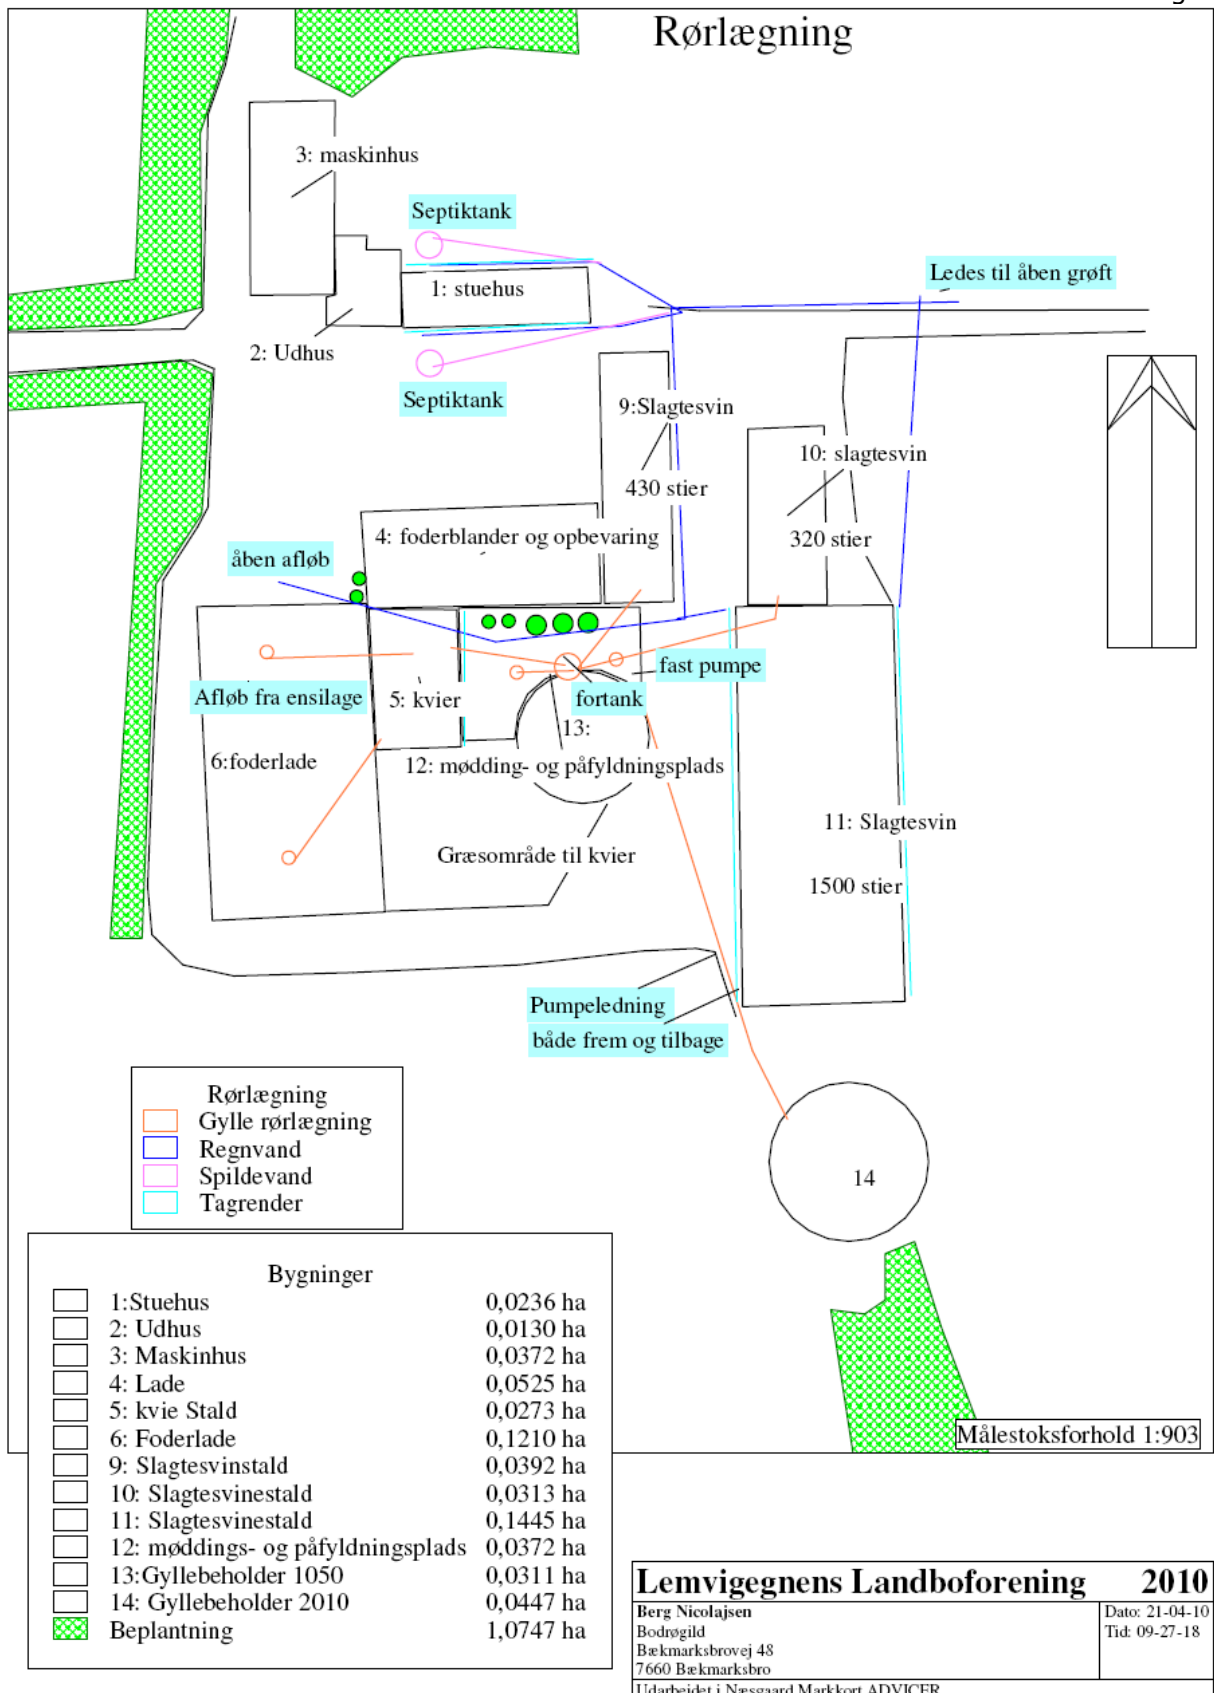 Rørlægning
3: maskinhus
Septiktank
Ledes til åben grøft
1: stuehus
2: Udhus
Septiktank
9:Slagtesvin
10: slagtesvin
430 stier
4: foderblander og opbevaring
320 stier
åben afløb
fast pumpe
Afløb fra ensilage
5: kvier
fortank
13:
6:foderlade
12: mødding- og påfyldningsplads
11: Slagtesvin
Græsområde til kvier
1500 stier
Pumpeledning
både frem og tilbage
14
Rørlægning
Gylle rørlægning
Regnvand
Spildevand
Tagrender
Bygninger
1:Stuehus 0,0236 ha
2: Udhus 0,0130 ha
3: Maskinhus 0,0372 ha
4: Lade 0,0525 ha
5: kvie Stald 0,0273 ha
6: Foderlade 0,1210 ha
9: Slagtesvinstald 0,0392 ha
10: Slagtesvinestald 0,0313 ha
11: Slagtesvinestald 0,1445 ha
12: møddings- og påfyldningsplads 0,0372 ha
13:Gyllebeholder 1050 0,0311 ha
14: Gyllebeholder 2010 0,0447 ha
Beplantning 1,0747 ha
Målestoksforhold 1:903
Lemvigegnens Landboforening 2010
Berg Nicolajsen
Bodrøgild
Bækmarksbrovej 48
7660 Bækmarksbro
Dato: 21-04-10
Tid: 09-27-18
Udarbejdet i Næsgaard Markkort ADVICER